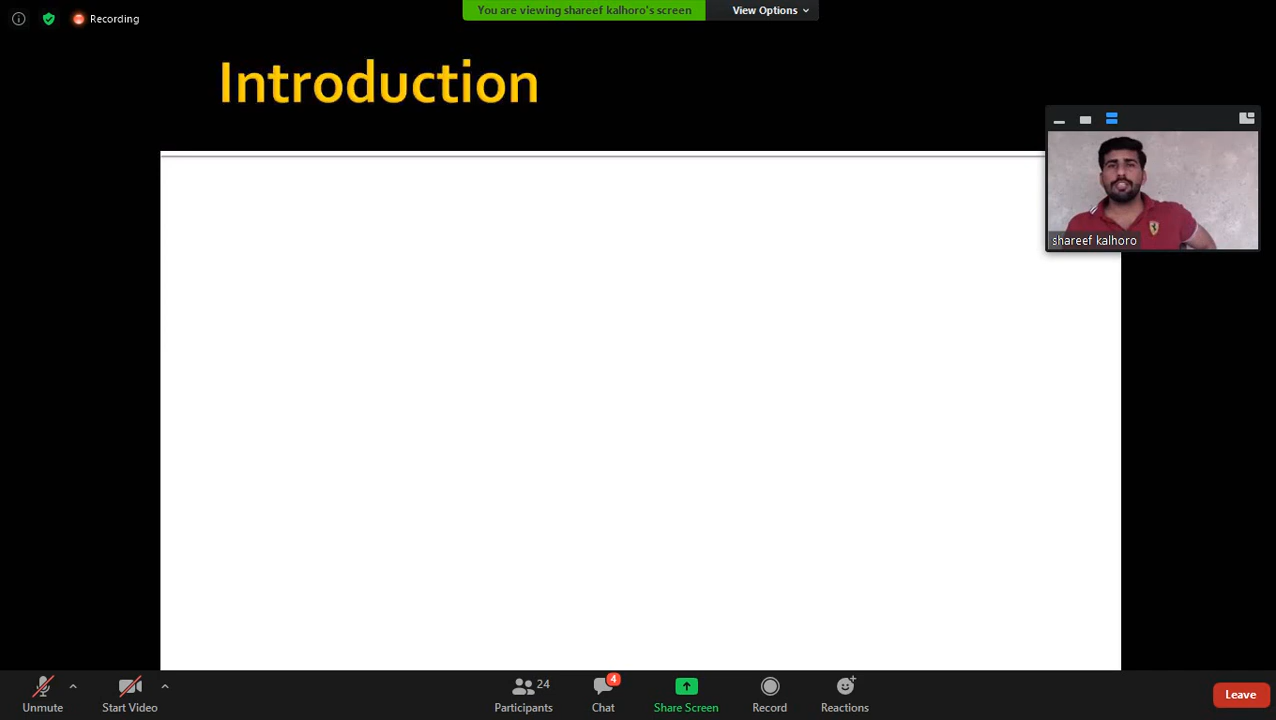 Recording
You are viewing shareef kalhoro's screen
View Options
Introduction
shareef kalhoro
Unmute
Start Video
24
Participants
4
Chat
Share Screen
Record
Reactions
Leave